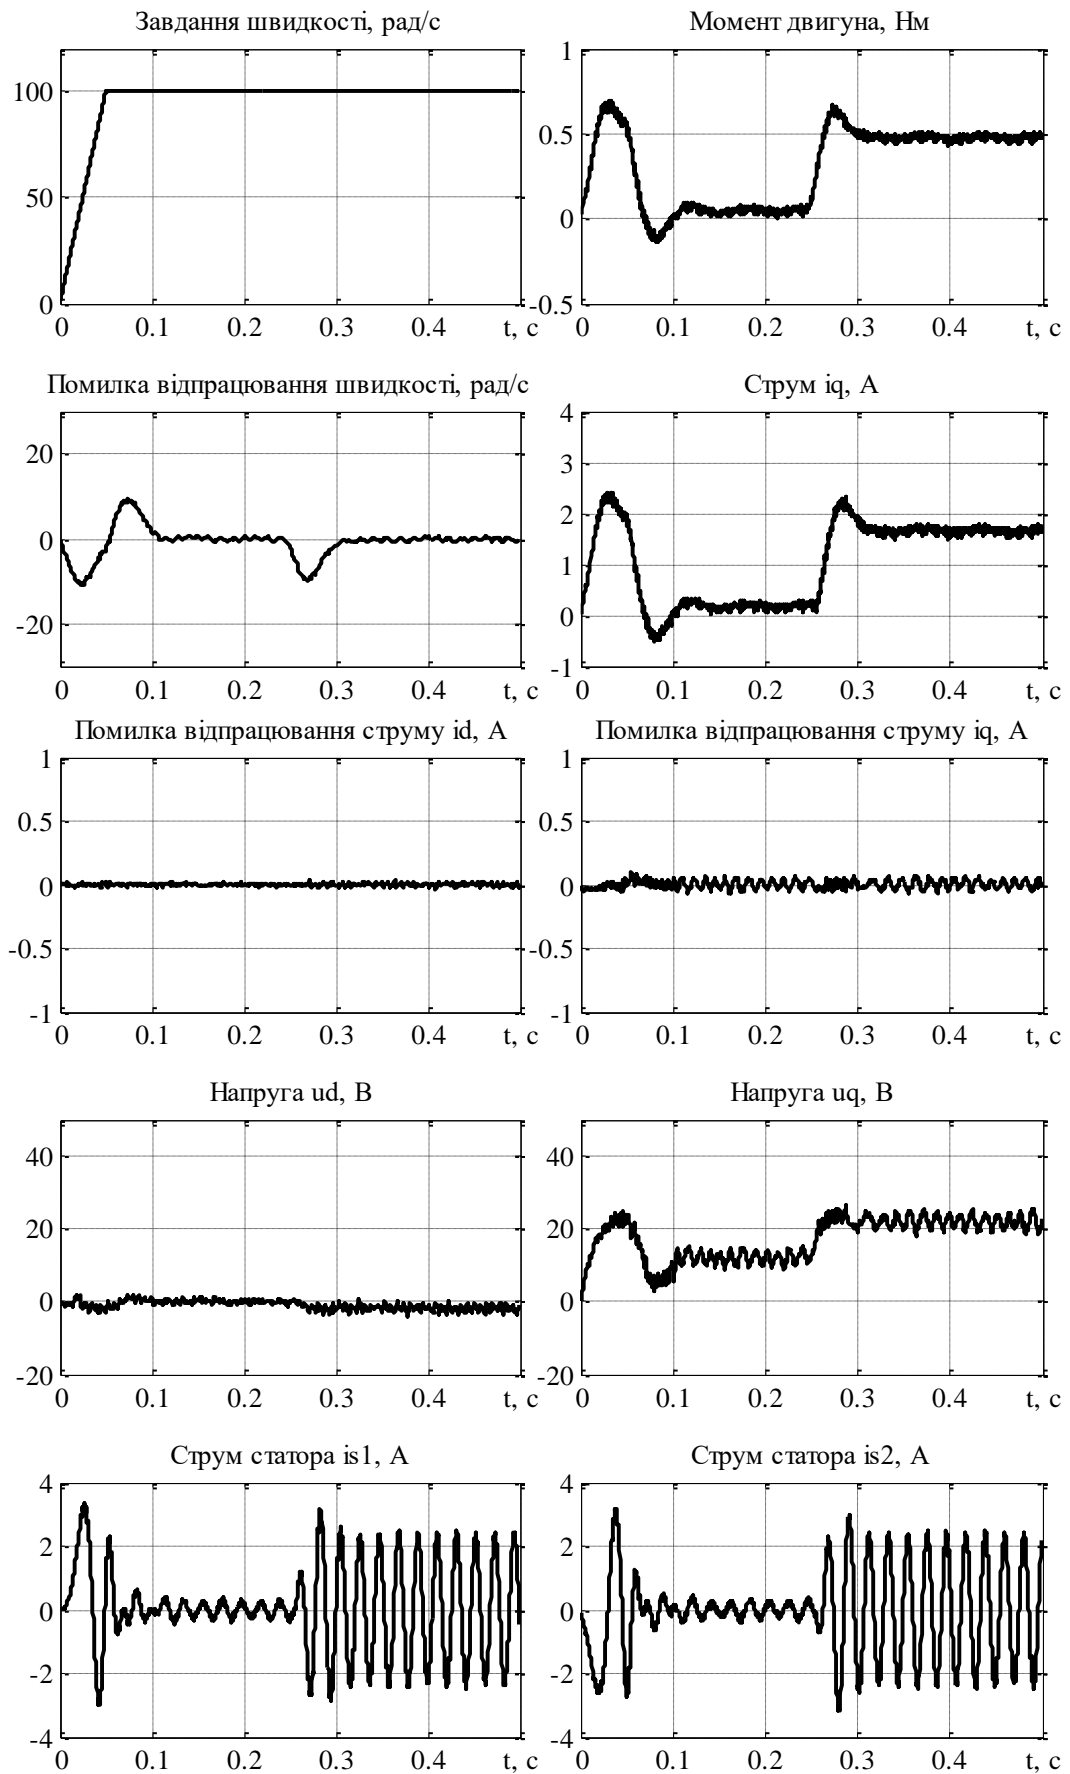 Завдання швидкості, рад/с
100
50
0
0 0.1 0.2 0.3 0.4 t, с
Момент двигуна, Нм
1
0.5
0
-0.5
0 0.1 0.2 0.3 0.4 t, с
Помилка відпрацювання швидкості, рад/с
20
0
-20
0 0.1 0.2 0.3 0.4 t, с
Струм iq, А
4
3
2
1
0
-1
0 0.1 0.2 0.3 0.4 t, с
Помилка відпрацювання струму id, А
1
0.5
0
-0.5
-1
0 0.1 0.2 0.3 0.4 t, с
Помилка відпрацювання струму iq, А
1
0.5
0
-0.5
-1
0 0.1 0.2 0.3 0.4 t, с
Напруга ud, В
40
20
0
-20
0 0.1 0.2 0.3 0.4 t, с
Напруга uq, В
40
20
0
-20
0 0.1 0.2 0.3 0.4 t, с
Струм статора is1, А
4
2
0
-2
-4
0 0.1 0.2 0.3 0.4 t, с
Струм статора is2, А
4
2
0
-2
-4
0 0.1 0.2 0.3 0.4 t, с